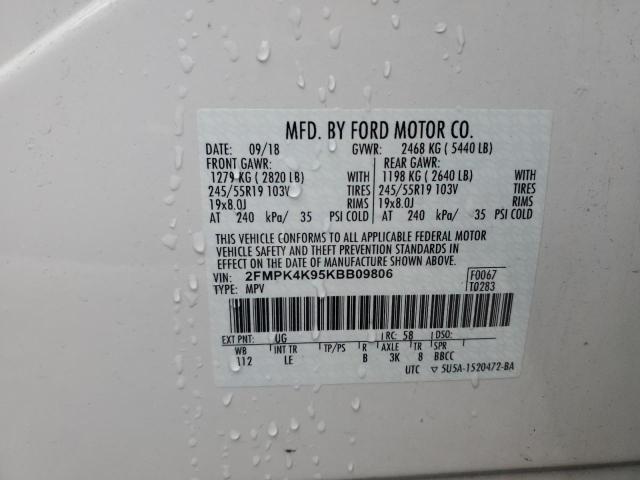 MFD. BY FORD MOTOR CO.
DATE: 09/18 GVWR: 2468 KG ( 5440 LB)
FRONT GAWR: REAR GAWR:
1279 KG ( 2820 LB) WITH 1198 KG ( 2640 LB) WITH
245/55R19 103V TIRES 245/55R19 103V TIRES
19x8.0J RIMS 19x8.0J RIMS
AT 240 kPa/ 35 PSI COLD AT 240 kPa/ 35 PSI COLD
THIS VEHICLE CONFORMS TO ALL APPLICABLE FEDERAL MOTOR
VEHICLE SAFETY AND THEFT PREVENTION STANDARDS
IN EFFECT ON THE DATE OF MANUFACTURE SHOWN ABOVE.
VIN: 2FMPK4K95KBB09806 F0067
TYPE: MPV T0283
EXT PNT: UG RC: 58 DSO:
WB INT TR TP/PS R AXLE TR SPR
112 LE B 3K 8 BBCC
UTC ▽ 5U5A-1520472-BA